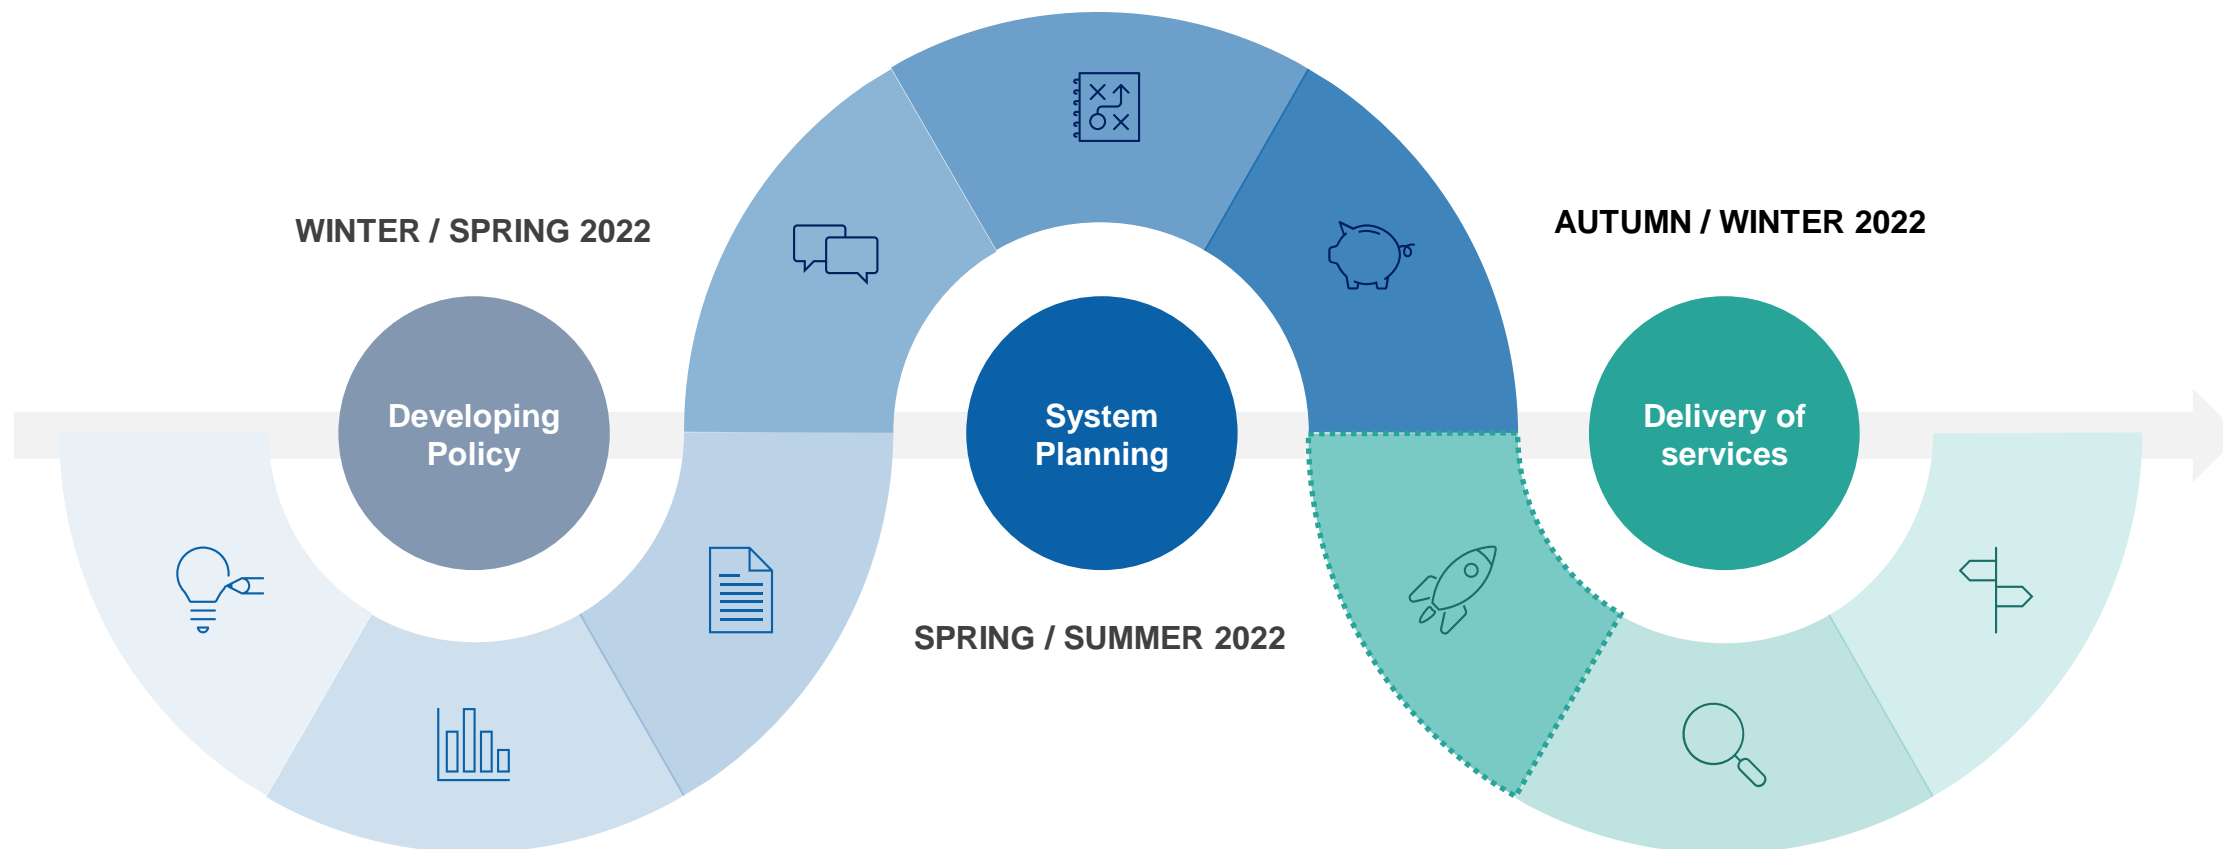 WINTER / SPRING 2022
Developing
Policy
System
Planning
SPRING / SUMMER 2022
AUTUMN / WINTER 2022
Delivery of
services